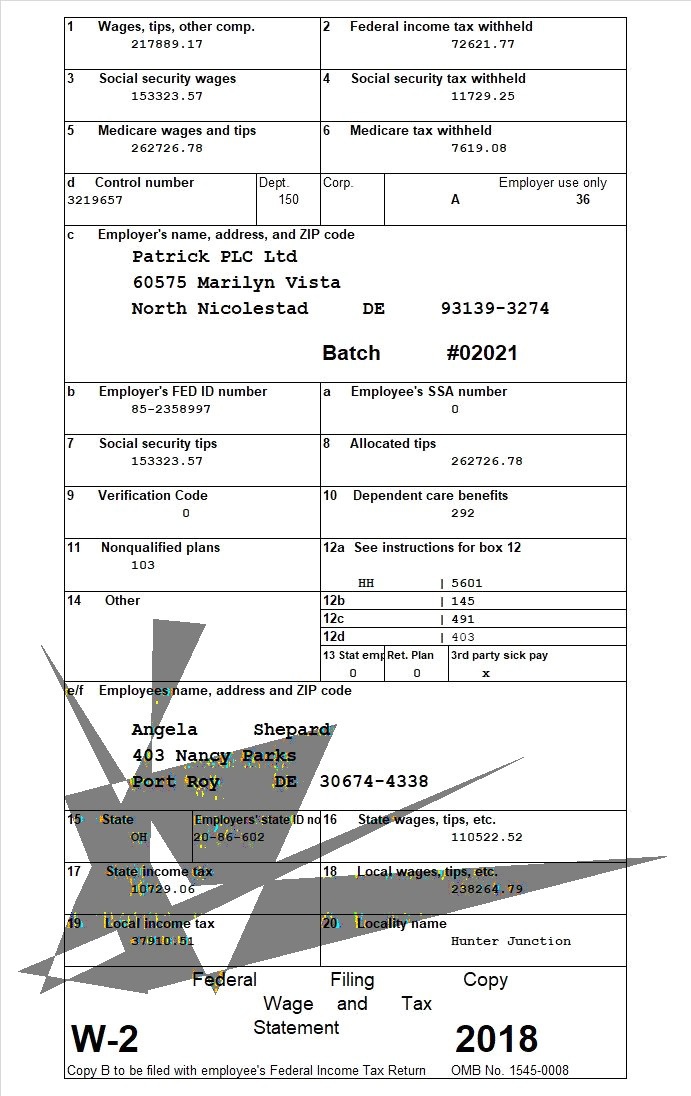 1 Wages, tips, other comp. 2 Federal income tax withheld
217889.17 72621.77
3 Social security wages 4 Social security tax withheld
153323.57 11729.25
5 Medicare wages and tips 6 Medicare tax withheld
262726.78 7619.08
d Control number Dept. Corp. Employer use only
3219657 150 A 36
c Employer's name, address, and ZIP code
Patrick PLC Ltd
60575 Marilyn Vista
North Nicolestad DE 93139-3274
Batch #02021
b Employer's FED ID number a Employee's SSA number
85-2358997 0
7 Social security tips 8 Allocated tips
153323.57 262726.78
9 Verification Code 10 Dependent care benefits
0 292
11 Nonqualified plans 12a See instructions for box 12
103
HH | 5601
14 Other 12b | 145
12c | 491
12d | 403
13 Stat emp Ret. Plan 3rd party sick pay
0 0 x
e/f Employees name, address and ZIP code
Angela Shepard
403 Nancy Parks
Port Roy DE 30674-4338
15 State Employers' state ID no 16 State wages, tips, etc.
OH 20-86-602 110522.52
17 State income tax 18 Local wages, tips, etc.
10729.06 238264.79
19 Local income tax 20 Locality name
37910.51 Hunter Junction
Federal Filing Copy
Wage and Tax
Statement
W-2 2018
Copy B to be filed with employee's Federal Income Tax Return OMB No. 1545-0008